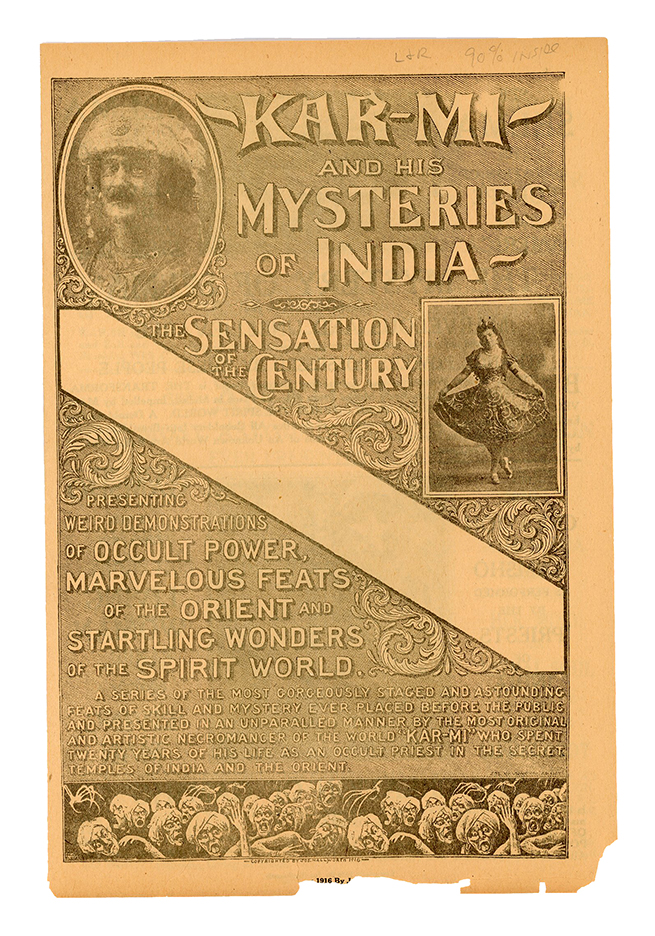 L&R 90% INSIDE
KAR-MI
AND HIS
MYSTERIES
OF INDIA
THE SENSATION
OF THE CENTURY
PRESENTING
WEIRD DEMONSTRATIONS
OF OCCULT POWER,
MARVELOUS FEATS
OF THE ORIENT AND
STARTLING WONDERS
OF THE SPIRIT WORLD.
A SERIES OF THE MOST GORGEOUSLY STAGED AND ASTOUNDING
FEATS OF SKILL AND MYSTERY EVER PLACED BEFORE THE PUBLIC
AND PRESENTED IN AN UNPARALLED MANNER BY THE MOST ORIGINAL
AND ARTISTIC NECROMANCER OF THE WORLD "KAR-MI" WHO SPENT
TWENTY YEARS OF HIS LIFE AS AN OCCULT PRIEST IN THE SECRET
TEMPLES OF INDIA AND THE ORIENT.
COPYRIGHTED BY JOS. HALLWORTH
1916 By J